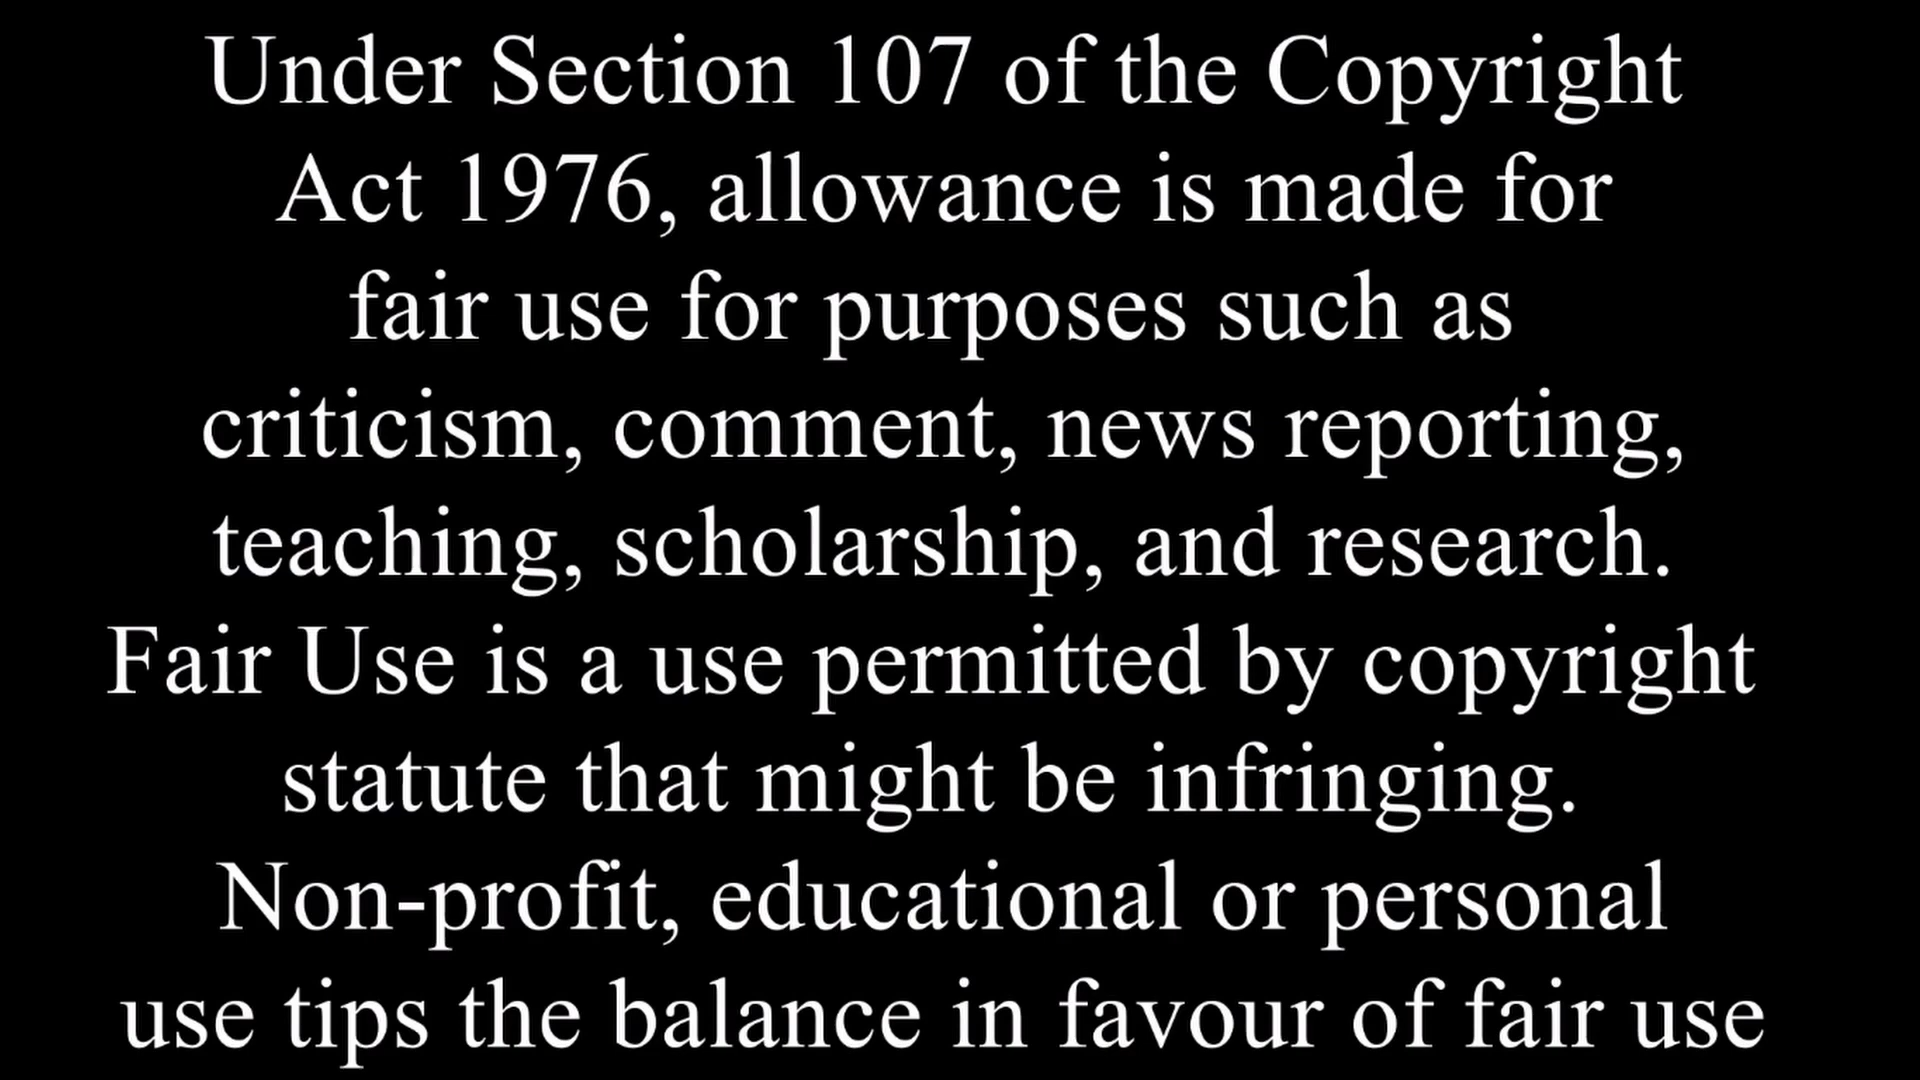 Under Section 107 of the Copyright
Act 1976, allowance is made for
fair use for purposes such as
criticism, comment, news reporting,
teaching, scholarship, and research.
Fair Use is a use permitted by copyright
statute that might be infringing.
Non-profit, educational or personal
use tips the balance in favour of fair use